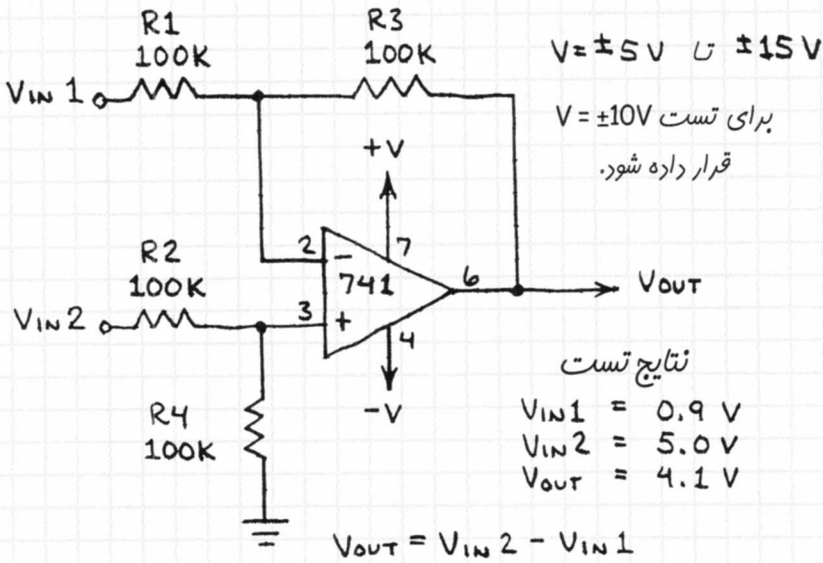 R1
100K
R3
100K
V = ±5V تا ±15V
VIN 1
برای تست V = ±10V
قرار داده شود.
+V
R2
100K
2
-
7
741
6
VOUT
VIN 2
3
+
4
-V
R4
100K
نتایج تست
VIN1 = 0.9 V
VIN2 = 5.0 V
VOUT = 4.1 V
VOUT = VIN 2 - VIN 1